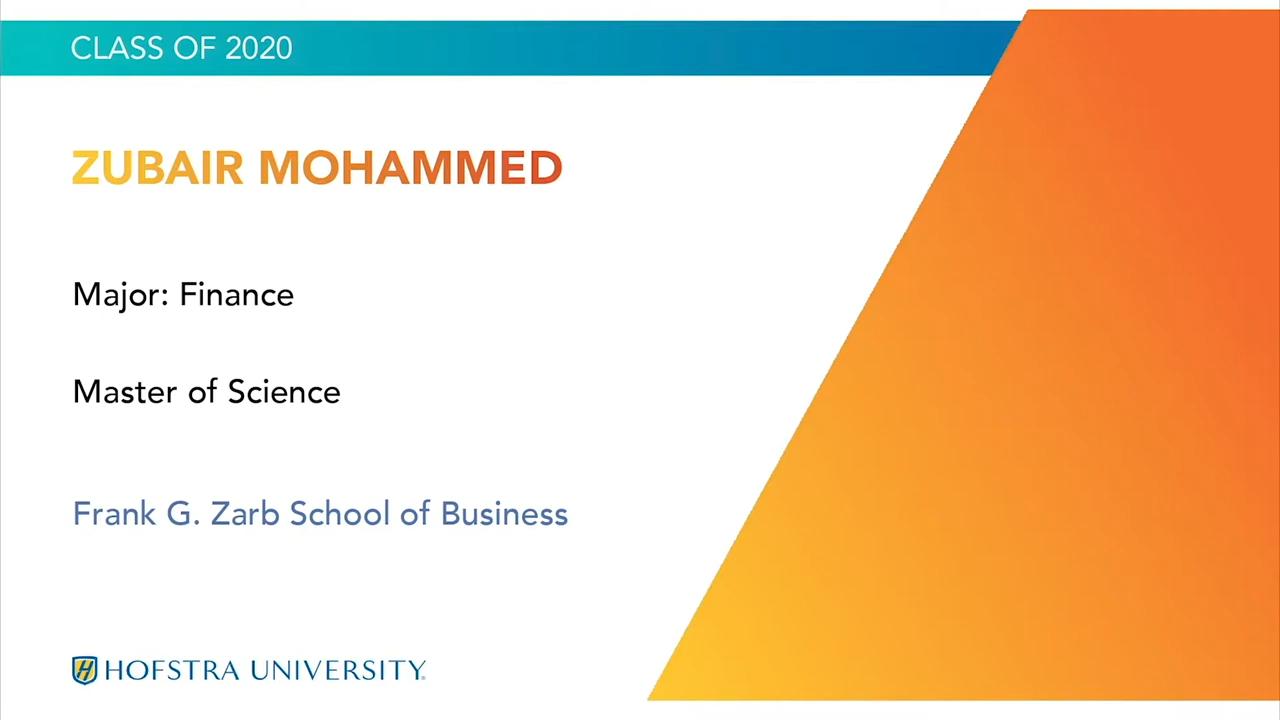 CLASS OF 2020
ZUBAIR MOHAMMED
Major: Finance
Master of Science
Frank G. Zarb School of Business
HOFSTRA UNIVERSITY®